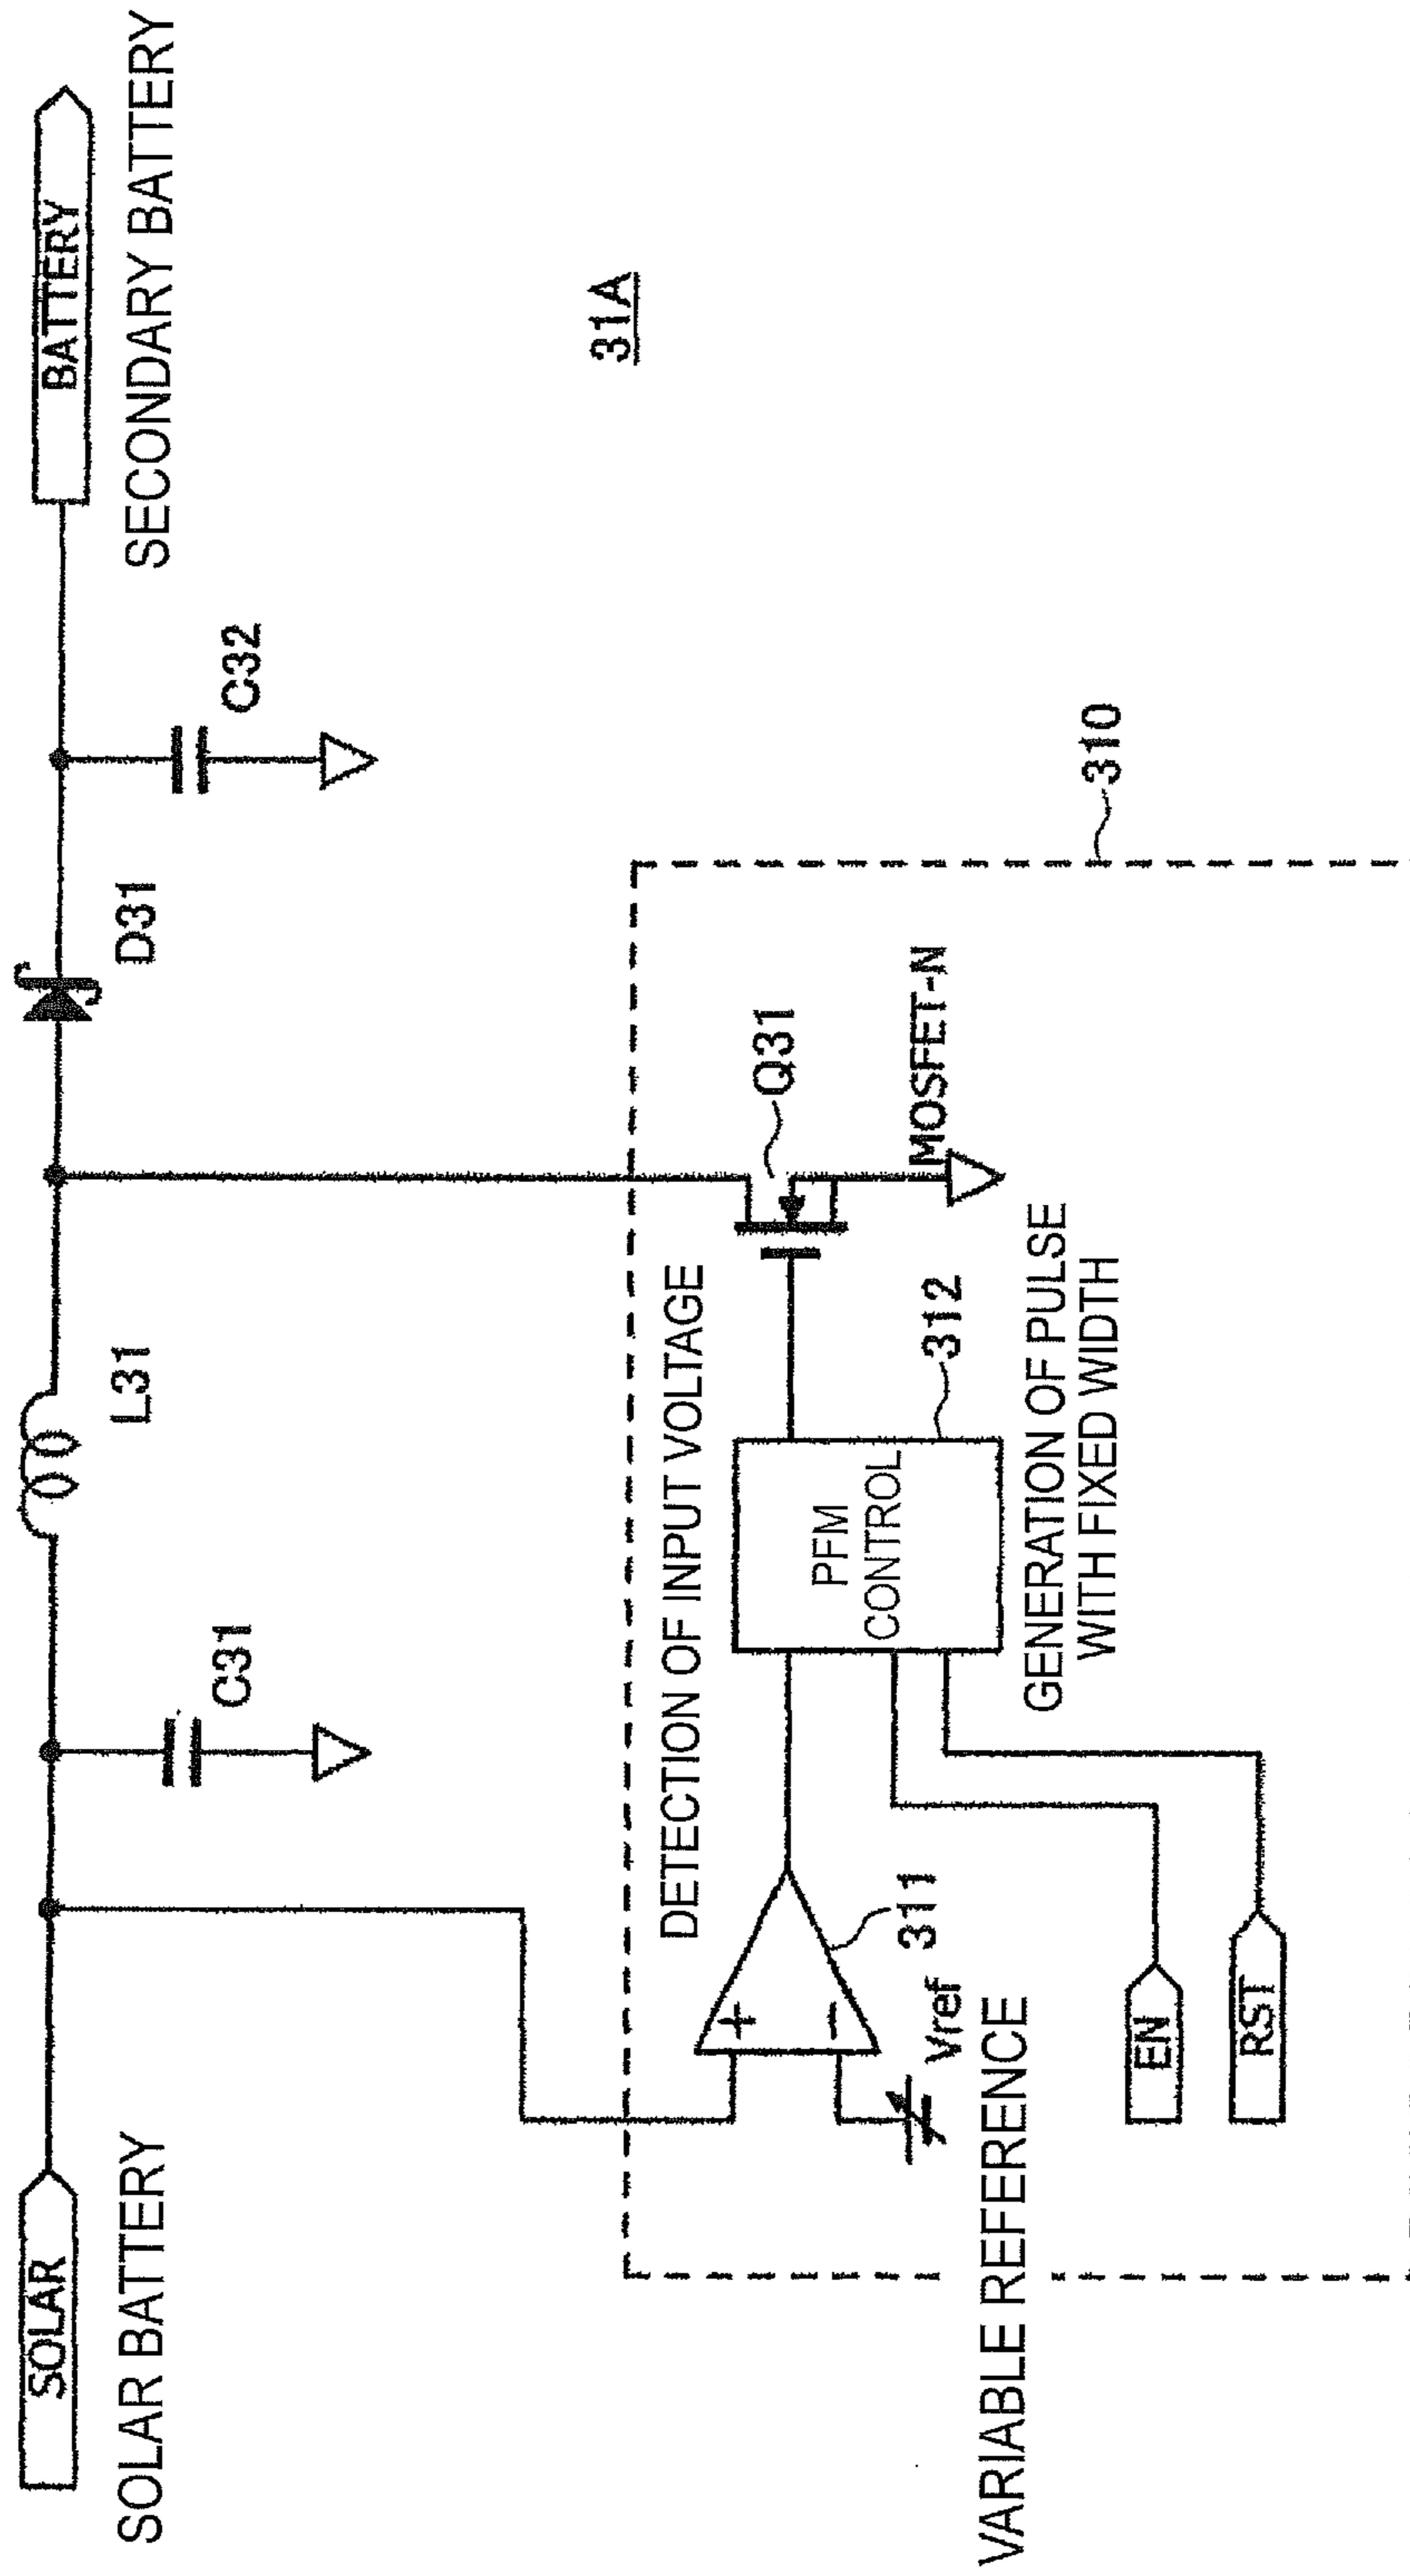 SOLAR
SOLAR BATTERY
C31
L31
D31
C32
BATTERY
SECONDARY BATTERY
31A
310
DETECTION OF INPUT VOLTAGE
Q31
MOSFET-N
+
−
311
Vref
VARIABLE REFERENCE
PFM
CONTROL
312
GENERATION OF PULSE
WITH FIXED WIDTH
EN
RST